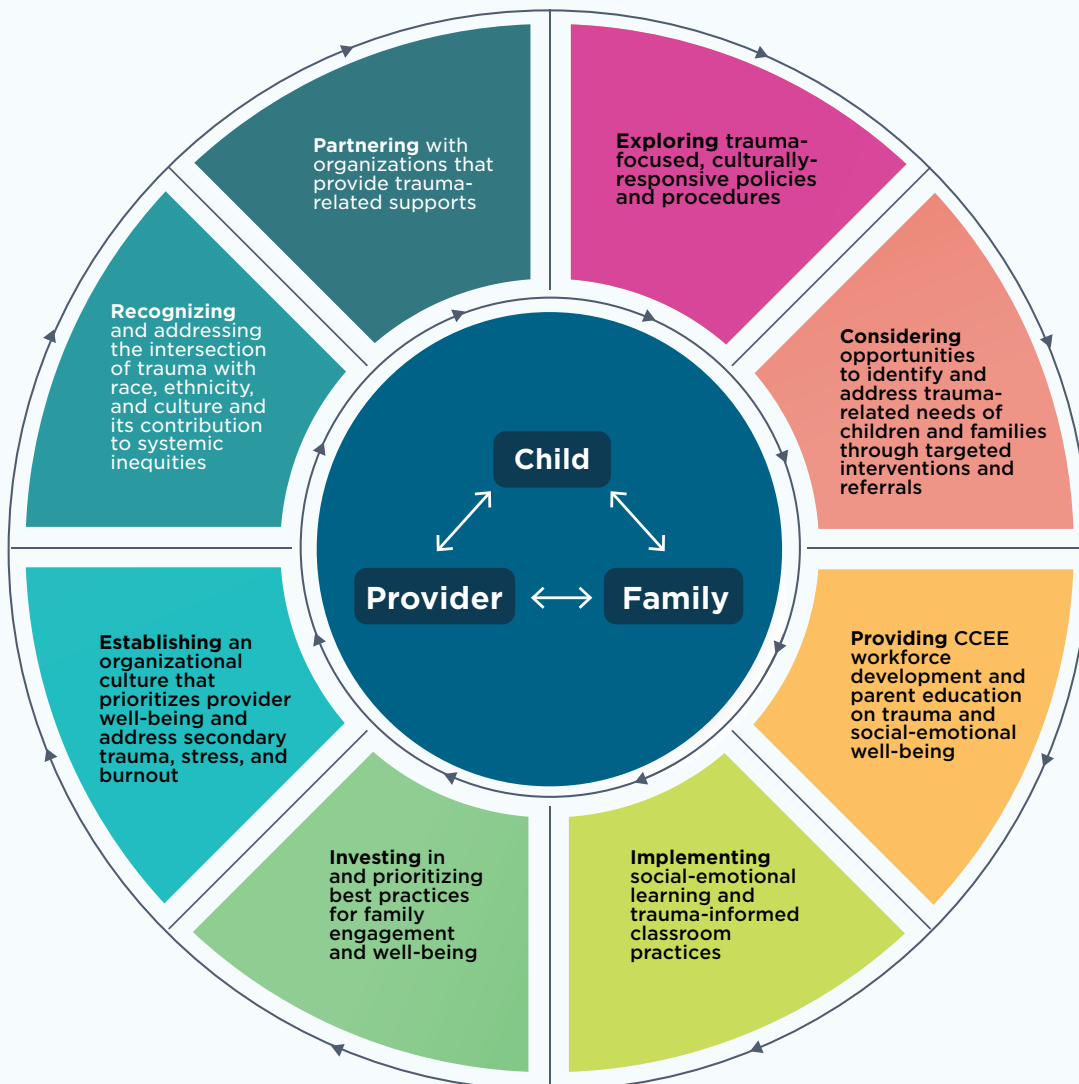 Partnering with
organizations that
provide trauma-
related supports
Exploring trauma-
focused, culturally-
responsive policies
and procedures
Considering
opportunities
to identify and
address trauma-
related needs of
children and families
through targeted
interventions and
referrals
Providing CCEE
workforce
development and
parent education
on trauma and
social-emotional
well-being
Implementing
social-emotional
learning and
trauma-informed
classroom
practices
Investing in
and prioritizing
best practices
for family
engagement
and well-being
Establishing an
organizational
culture that
prioritizes provider
well-being and
address secondary
trauma, stress, and
burnout
Recognizing
and addressing
the intersection
of trauma with
race, ethnicity,
and culture and
its contribution
to systemic
inequities
Child
Provider
Family